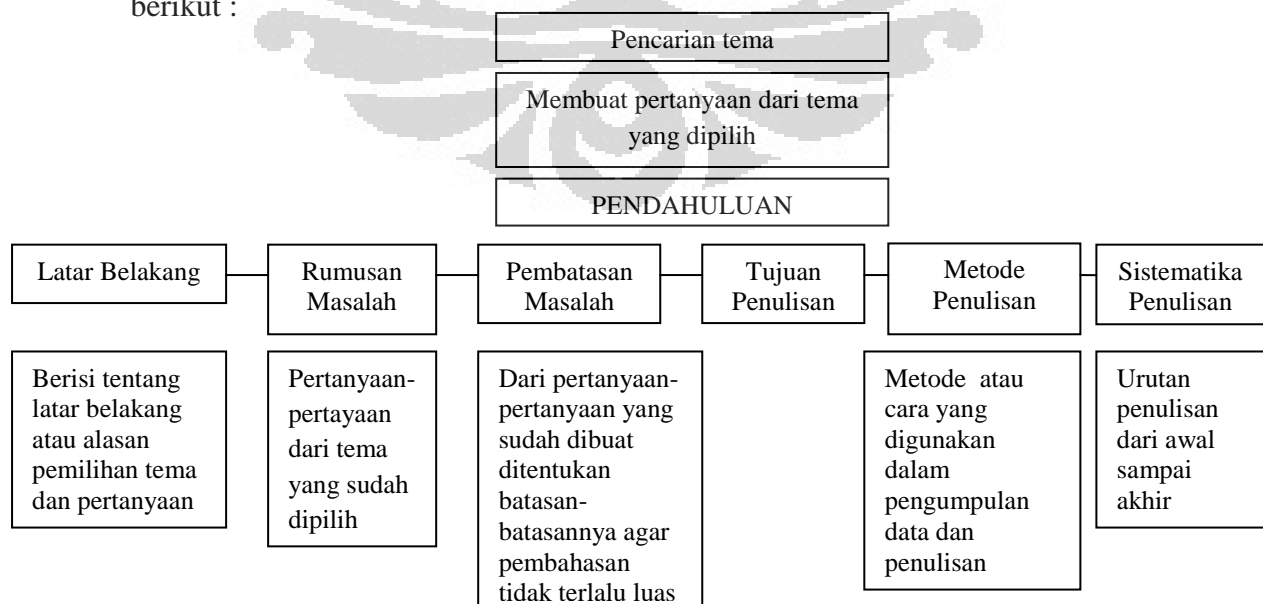 berikut :
Pencarian tema
Membuat pertanyaan dari tema
yang dipilih
PENDAHULUAN
Latar Belakang
Rumusan
Masalah
Pembatasan
Masalah
Tujuan
Penulisan
Metode
Penulisan
Sistematika
Penulisan
Berisi tentang
latar belakang
atau alasan
pemilihan tema
dan pertanyaan
Pertanyaan-
pertayaan
dari tema
yang sudah
dipilih
Dari pertanyaan-
pertanyaan yang
sudah dibuat
ditentukan
batasan-
batasannya agar
pembahasan
tidak terlalu luas
Metode atau
cara yang
digunakan
dalam
pengumpulan
data dan
penulisan
Urutan
penulisan
dari awal
sampai
akhir